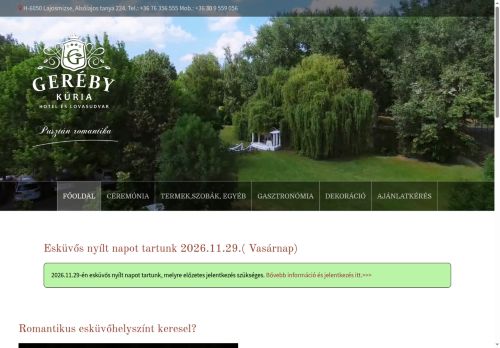 H-6050 Lajosmizse, Alsólajos tanya 224. Tel.: +36 76 356 555 Mob.: +36 30 9 559 056
G
GERÉBY
KÚRIA
HOTEL ÉS LOVASUDVAR
Pusztán romantika
FŐOLDAL CEREMÓNIA TERMEK,SZOBÁK, EGYÉB GASZTRONÓMIA DEKORÁCIÓ AJÁNLATKÉRÉS
Esküvős nyílt napot tartunk 2026.11.29.( Vasárnap)
2026.11.29-én esküvős nyílt napot tartunk, melyre előzetes jelentkezés szükséges. Bővebb információ és jelentkezés itt.>>>
Romantikus esküvőhelyszínt keresel?